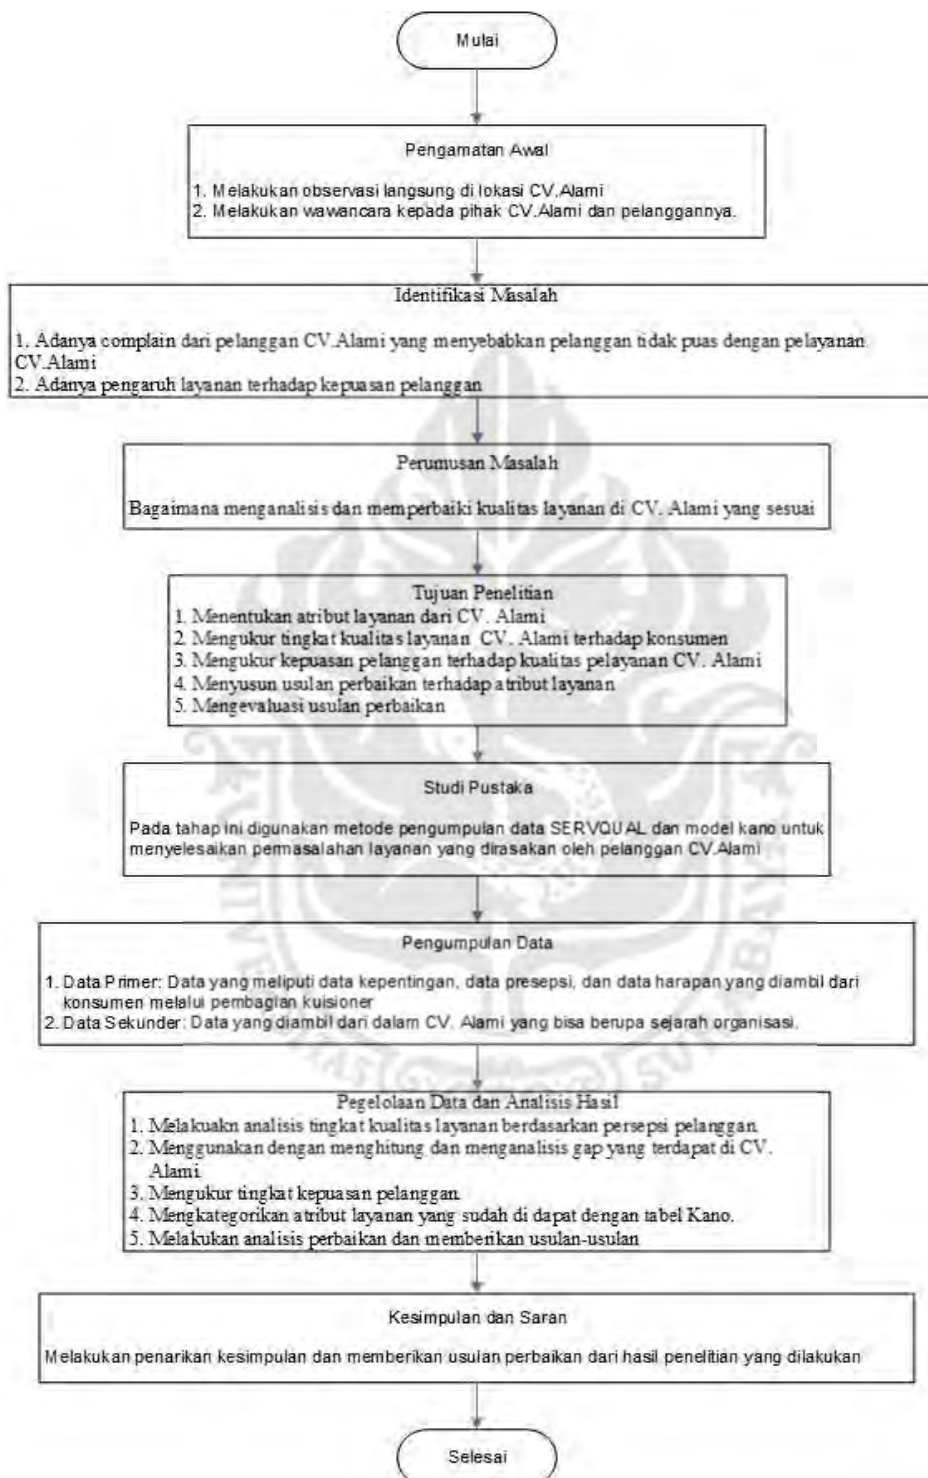 Mulai
Pengamatan Awal
1. Melakukan observasi langsung di lokasi CV.Alami
2. Melakukan wawancara kepada pihak CV.Alami dan pelanggannya.
Identifikasi Masalah
1. Adanya complain dari pelanggan CV.Alami yang menyebabkan pelanggan tidak puas dengan pelayanan
CV.Alami
2. Adanya pengaruh layanan terhadap kepuasan pelanggan
Perumusan Masalah
Bagaimana menganalisis dan memperbaiki kualitas layanan di CV. Alami yang sesuai
Tujuan Penelitian
1. Menentukan atribut layanan dari CV. Alami
2. Mengukur tingkat kualitas layanan CV. Alami terhadap konsumen
3. Mengukur kepuasan pelanggan terhadap kualitas pelayanan CV. Alami
4. Menyusun usulan perbaikan terhadap atribut layanan
5. Mengevaluasi usulan perbaikan
Studi Pustaka
Pada tahap ini digunakan metode pengumpulan data SERVQUAL dan model kano untuk
menyelesaikan permasalahan layanan yang dirasakan oleh pelanggan CV.Alami
Pengumpulan Data
1. Data Primer: Data yang meliputi data kepentingan, data presepsi, dan data harapan yang diambil dari
konsumen melalui pembagian kuisioner
2. Data Sekunder: Data yang diambil dari dalam CV. Alami yang bisa berupa sejarah organisasi.
Pegelolaan Data dan Analisis Hasil
1. Melakuakn analisis tingkat kualitas layanan berdasarkan persepsi pelanggan.
2. Menggunakan dengan menghitung dan menganalisis gap yang terdapat di CV.
Alami.
3. Mengukur tingkat kepuasan pelanggan.
4. Mengkategorikan atribut layanan yang sudah di dapat dengan tabel Kano.
5. Melakukan analisis perbaikan dan memberikan usulan-usulan
Kesimpulan dan Saran
Melakukan penarikan kesimpulan dan memberikan usulan perbaikan dari hasil penelitian yang dilakukan
Selesai